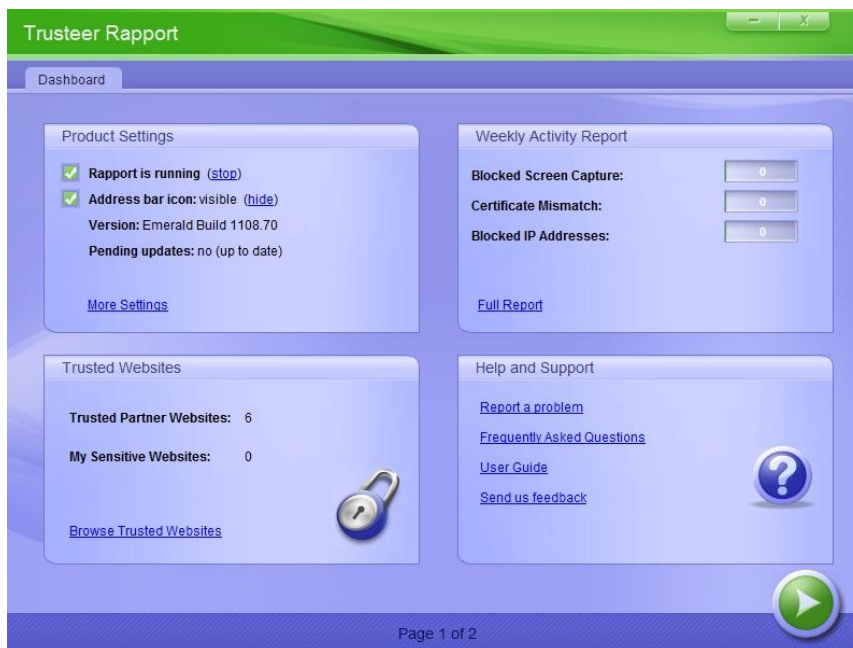 Trusteer Rapport
Dashboard
Product Settings
Rapport is running (stop)
Address bar icon: visible (hide)
Version: Emerald Build 1108.70
Pending updates: no (up to date)
More Settings
Weekly Activity Report
Blocked Screen Capture: 0
Certificate Mismatch: 0
Blocked IP Addresses: 0
Full Report
Trusted Websites
Trusted Partner Websites: 6
My Sensitive Websites: 0
Browse Trusted Websites
Help and Support
Report a problem
Frequently Asked Questions
User Guide
Send us feedback
Page 1 of 2